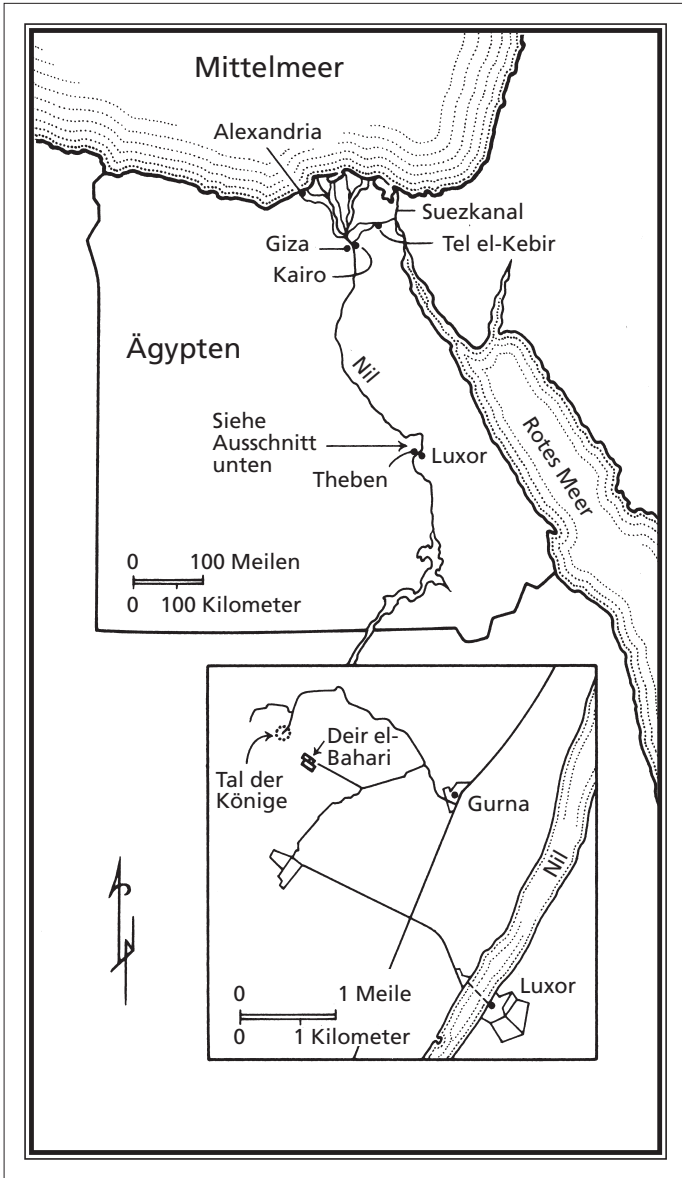 Mittelmeer
Alexandria
Suezkanal
Giza
Tel el-Kebir
Kairo
Ägypten
Nil
Siehe
Ausschnitt
unten
Luxor
Theben
Rotes Meer
0 100 Meilen
0 100 Kilometer
Deir el-
Bahari
Tal der
Könige
Gurna
Nil
Luxor
0 1 Meile
0 1 Kilometer